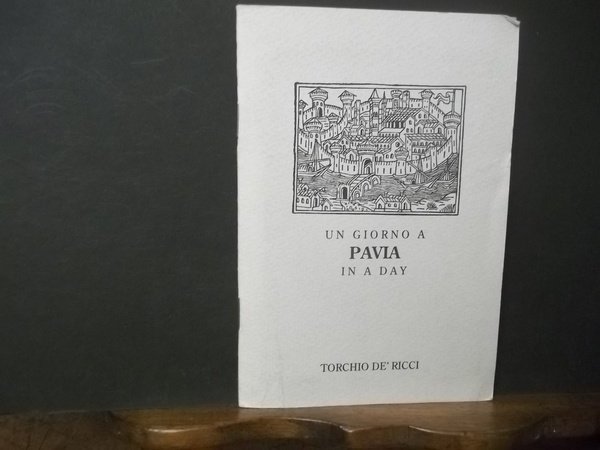 UN GIORNO A
PAVIA
IN A DAY
TORCHIO DE' RICCI